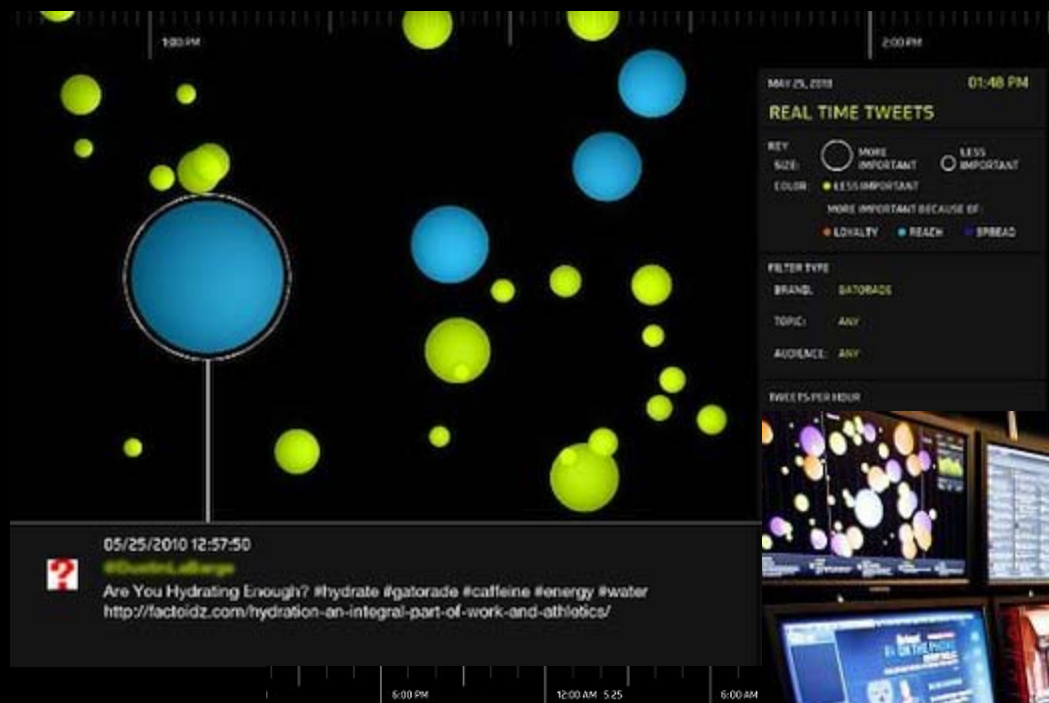 1:00 PM
2:00 PM
MAY 25, 2010
01:48 PM
REAL TIME TWEETS
KEY
SIZE:
MORE IMPORTANT
LESS IMPORTANT
COLOR:
LESS IMPORTANT
MORE IMPORTANT BECAUSE OF:
LOYALTY
REACH
SPREAD
FILTER TYPE
BRAND: GATORADE
TOPIC: ANY
AUDIENCE: ANY
TWEETS PER HOUR
05/25/2010 12:57:50
Are You Hydrating Enough? #hydrate #gatorade #caffeine #energy #water
http://factoidz.com/hydration-an-integral-part-of-work-and-athletics/
ON THE PHONE
6:00 PM
12:00 AM 5.25
6:00 AM